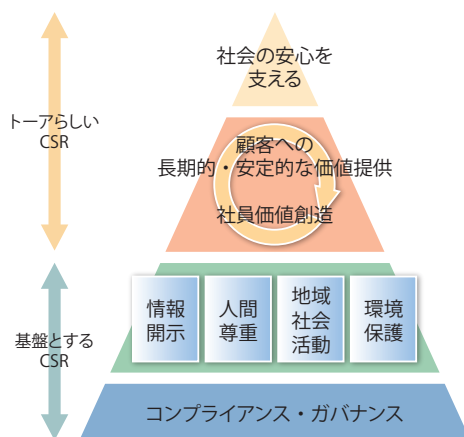 社会の安心を
支える
トーアらしい
CSR
顧客への
長期的・安定的な価値提供
社員価値創造
基盤とする
CSR
情報
開示
人間
尊重
地域
社会
活動
環境
保護
コンプライアンス・ガバナンス